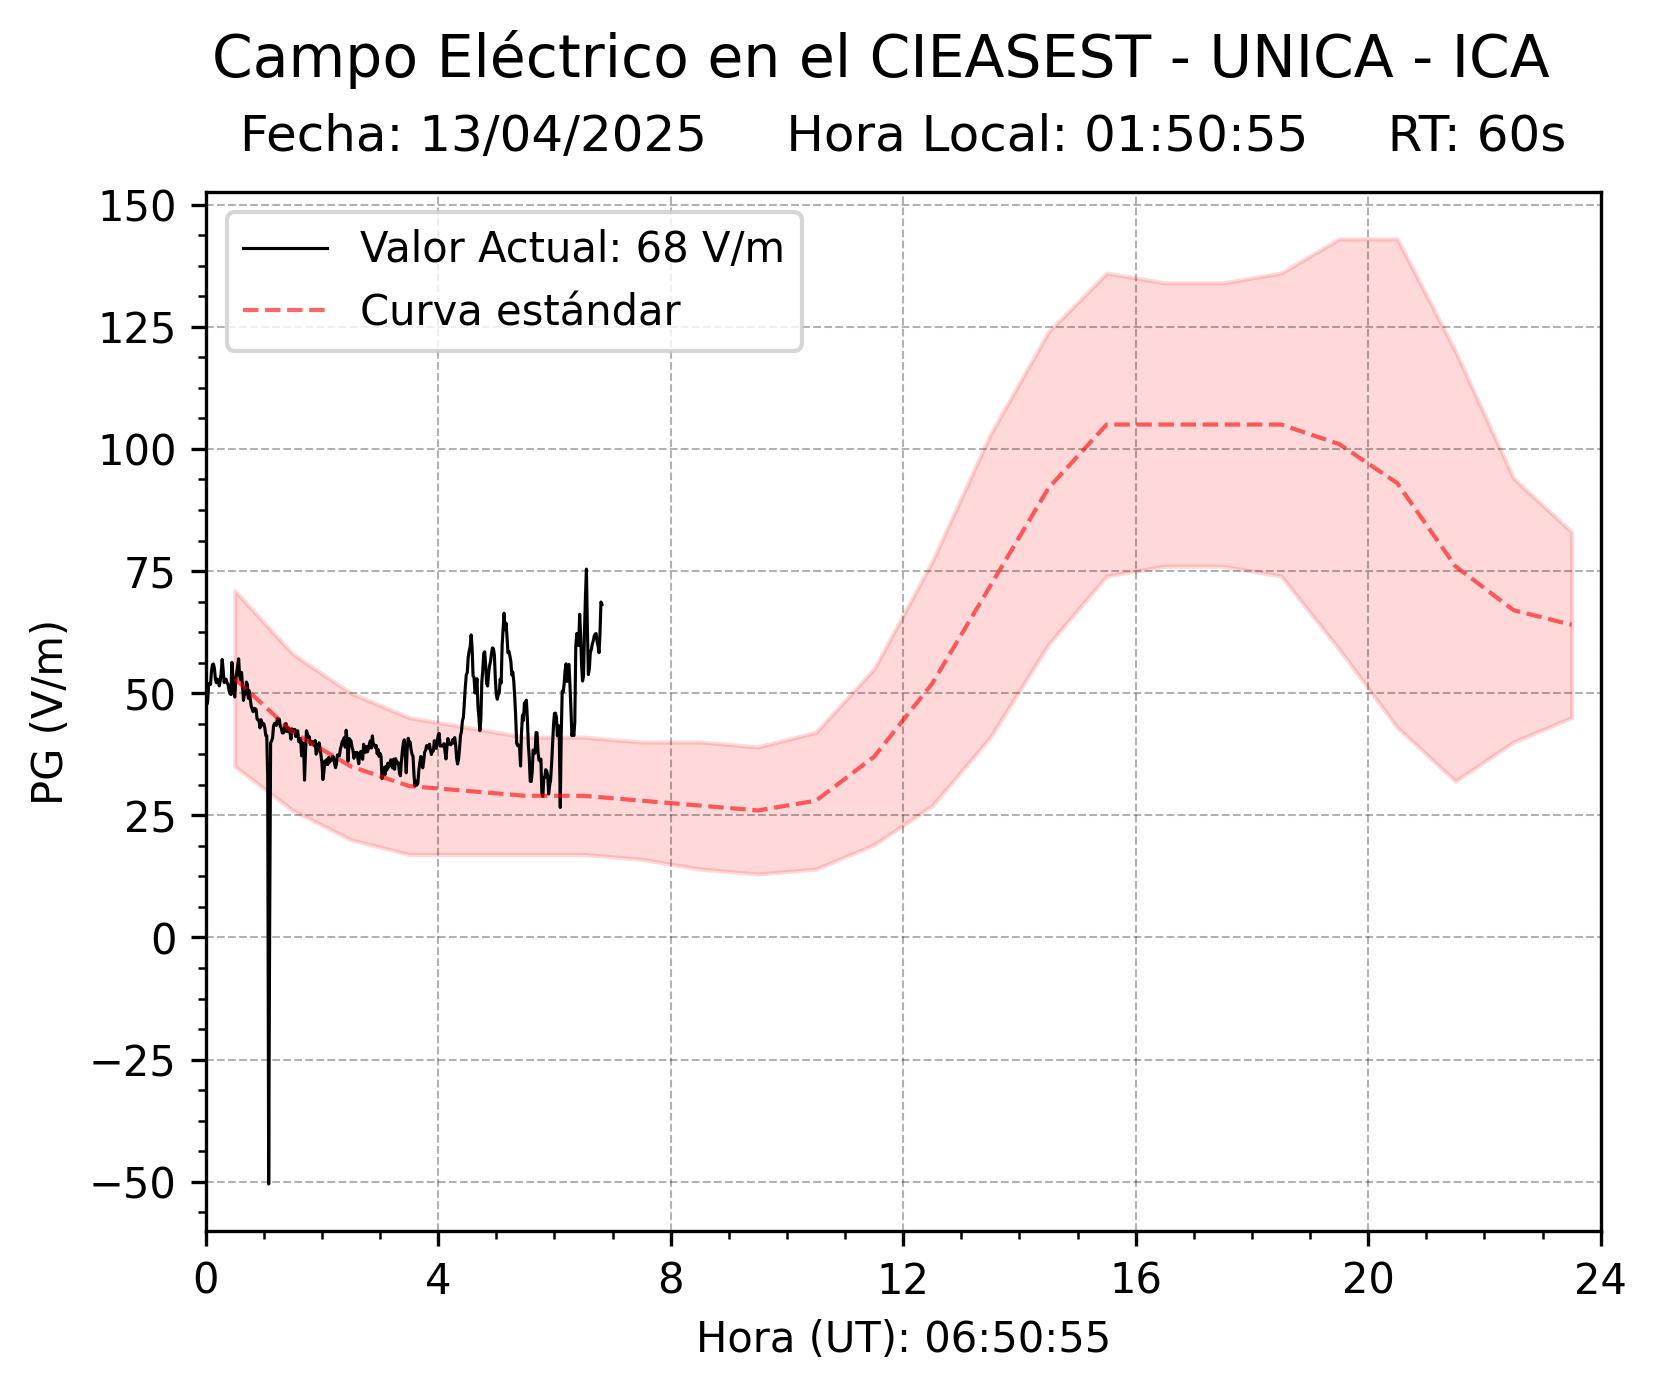 Campo Eléctrico en el CIEASEST - UNICA - ICA
Fecha: 13/04/2025 Hora Local: 01:50:55 RT: 60s
Valor Actual: 68 V/m
Curva estándar
PG (V/m)
150
125
100
75
50
25
0
−25
−50
0 4 8 12 16 20 24
Hora (UT): 06:50:55